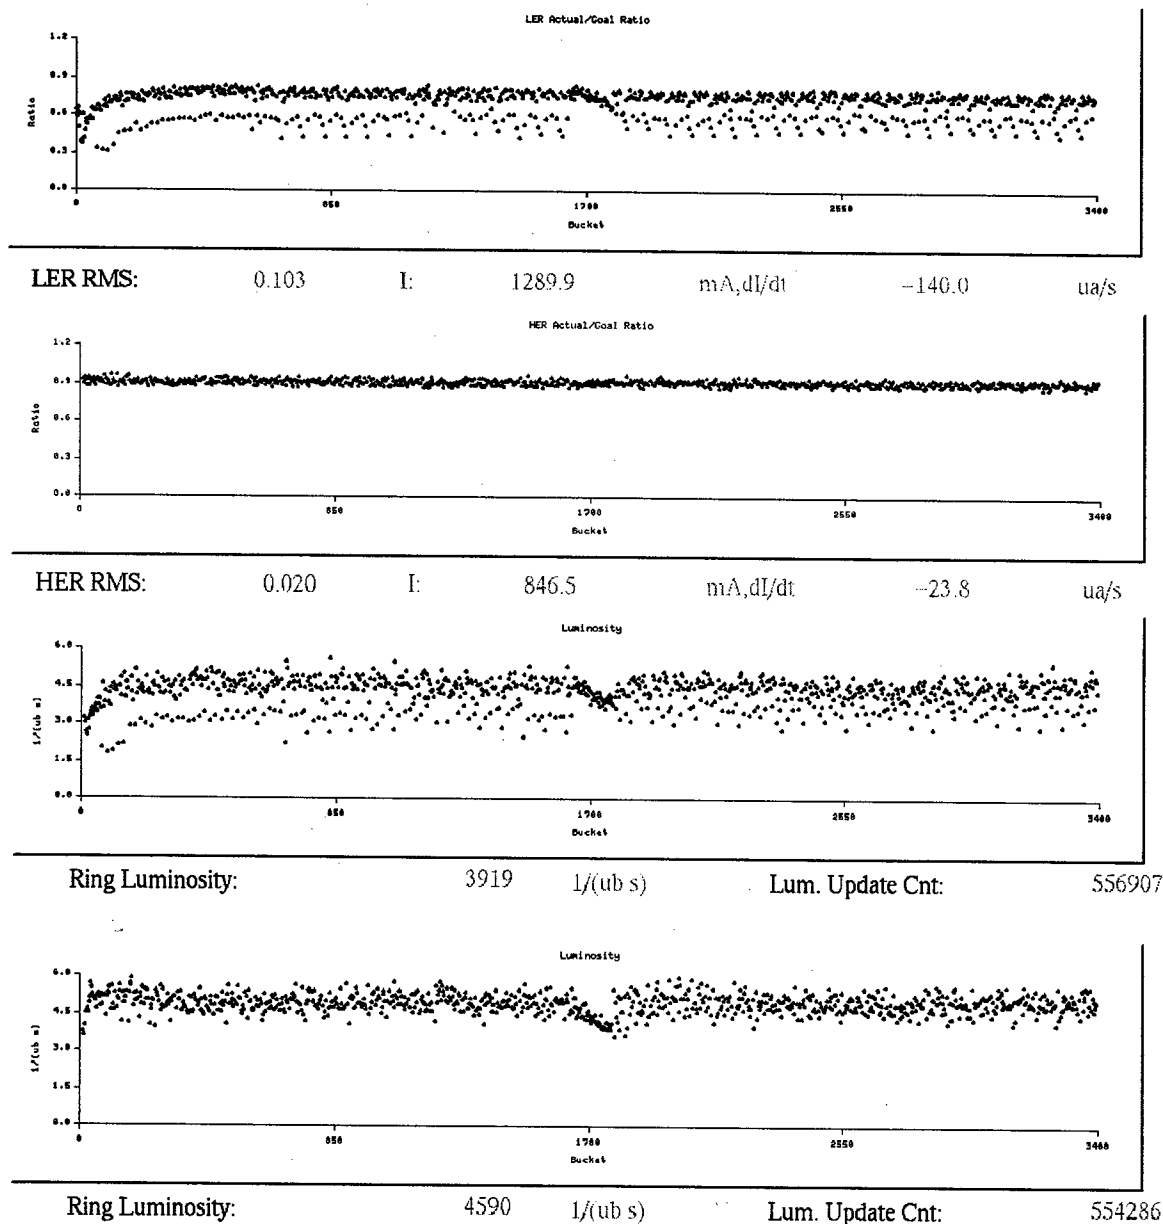 LER Actual/Goal Ratio
1.2
0.9
0.6
0.3
0.0
Ratio
0 850 1700 2550 3400
Bucket
LER RMS: 0.103 I: 1289.9 mA,dI/dt −140.0 ua/s
HER Actual/Goal Ratio
1.2
0.9
0.6
0.3
0.0
Ratio
0 850 1700 2550 3400
Bucket
HER RMS: 0.020 I: 846.5 mA,dI/dt −23.8 ua/s
Luminosity
6.0
4.5
3.0
1.5
0.0
1/(ub s)
0 850 1700 2550 3400
Bucket
Ring Luminosity: 3919 1/(ub s) Lum. Update Cnt: 556907
Luminosity
6.0
4.5
3.0
1.5
0.0
1/(ub s)
0 850 1700 2550 3400
Bucket
Ring Luminosity: 4590 1/(ub s) Lum. Update Cnt: 554286